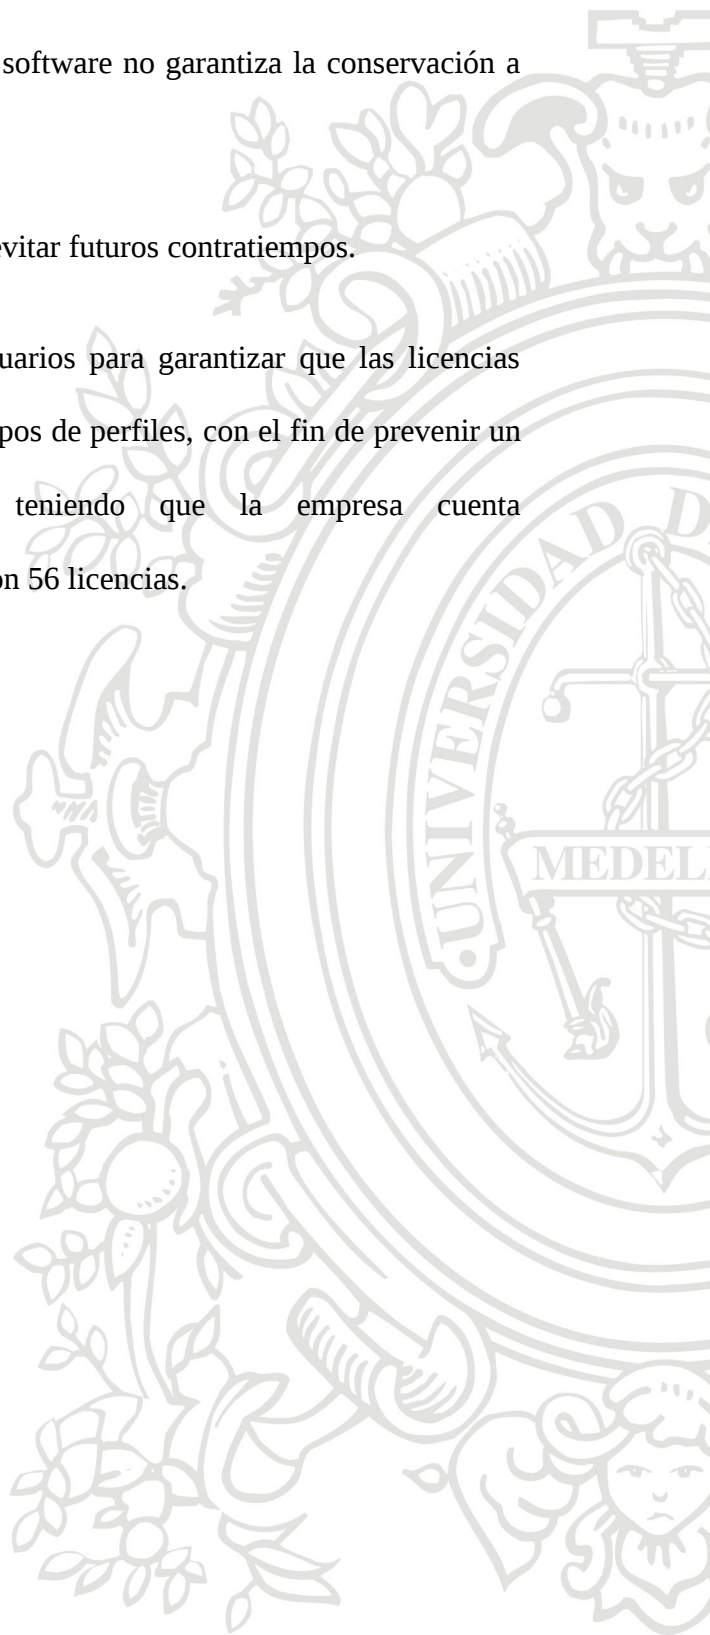 software no garantiza la conservación a
evitar futuros contratiempos.
uarios para garantizar que las licencias
pos de perfiles, con el fin de prevenir un
teniendo que la empresa cuenta
on 56 licencias.
UNIVERSIDAD D
MEDEL